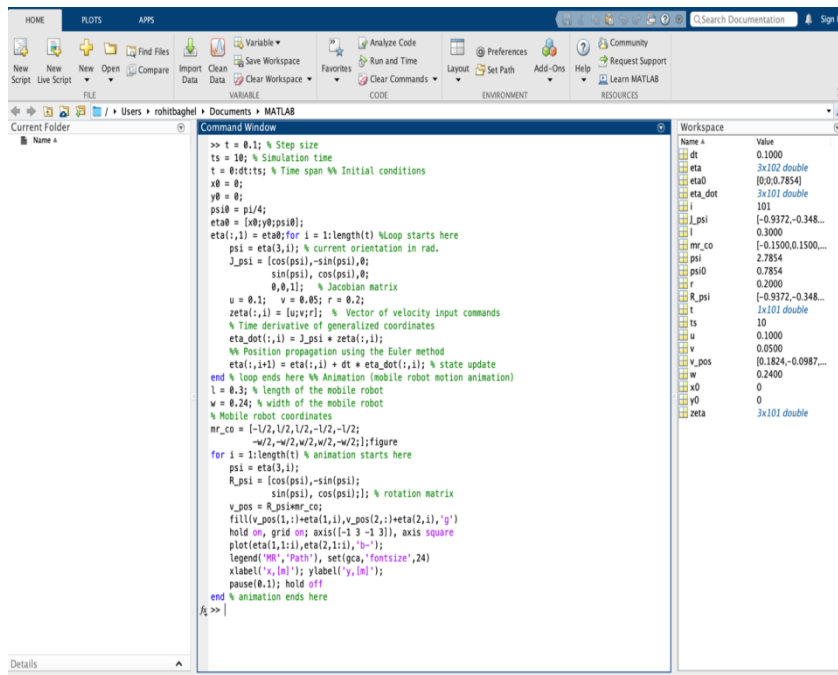 HOME PLOTS APPS
Search Documentation Sign
New Script
New Live Script
New
Open
Find Files
Compare
Import Data
Clean Data
Variable
Save Workspace
Clear Workspace
Favorites
Analyze Code
Run and Time
Clear Commands
Layout
Preferences
Set Path
Add-Ons
Help
Community
Request Support
Learn MATLAB
FILE VARIABLE CODE ENVIRONMENT RESOURCES
/ Users rohitbaghel Documents MATLAB
Current Folder
Name
Details
Command Window
>> t = 0.1; % Step size
ts = 10; % Simulation time
t = 0:dt:ts; % Time span %% Initial conditions
x0 = 0;
y0 = 0;
psi0 = pi/4;
eta0 = [x0;y0;psi0];
eta(:,1) = eta0;for i = 1:length(t) %Loop starts here
psi = eta(3,i); % current orientation in rad.
J_psi = [cos(psi),-sin(psi),0;
sin(psi), cos(psi),0;
0,0,1]; % Jacobian matrix
u = 0.1; v = 0.05; r = 0.2;
zeta(:,i) = [u;v;r]; % Vector of velocity input commands
% Time derivative of generalized coordinates
eta_dot(:,i) = J_psi * zeta(:,i);
%% Position propagation using the Euler method
eta(:,i+1) = eta(:,i) + dt * eta_dot(:,i); % state update
end % loop ends here %% Animation (mobile robot motion animation)
l = 0.3; % length of the mobile robot
w = 0.24; % width of the mobile robot
% Mobile robot coordinates
mr_co = [-l/2,l/2,l/2,-l/2,-l/2;
-w/2,-w/2,w/2,w/2,-w/2;];figure
for i = 1:length(t) % animation starts here
psi = eta(3,i);
R_psi = [cos(psi),-sin(psi);
sin(psi), cos(psi);]; % rotation matrix
v_pos = R_psi*mr_co;
fill(v_pos(1,:)+eta(1,i),v_pos(2,:)+eta(2,i),'g')
hold on, grid on; axis([-1 3 -1 3]), axis square
plot(eta(1,1:i),eta(2,1:i),'b-');
legend('MR','Path'), set(gca,'fontsize',24)
xlabel('x,[m]'); ylabel('y,[m]');
pause(0.1); hold off
end % animation ends here
fx >>
Workspace
Name Value
dt 0.1000
eta 3x102 double
eta0 [0;0;0.7854]
eta_dot 3x101 double
i 101
J_psi [-0.9372,-0.348...
l 0.3000
mr_co [-0.1500,0.1500,...
psi 2.7854
psi0 0.7854
r 0.2000
R_psi [-0.9372,-0.348...
t 1x101 double
ts 10
u 0.1000
v 0.0500
v_pos [0.1824,-0.0987,...
w 0.2400
x0 0
y0 0
zeta 3x101 double